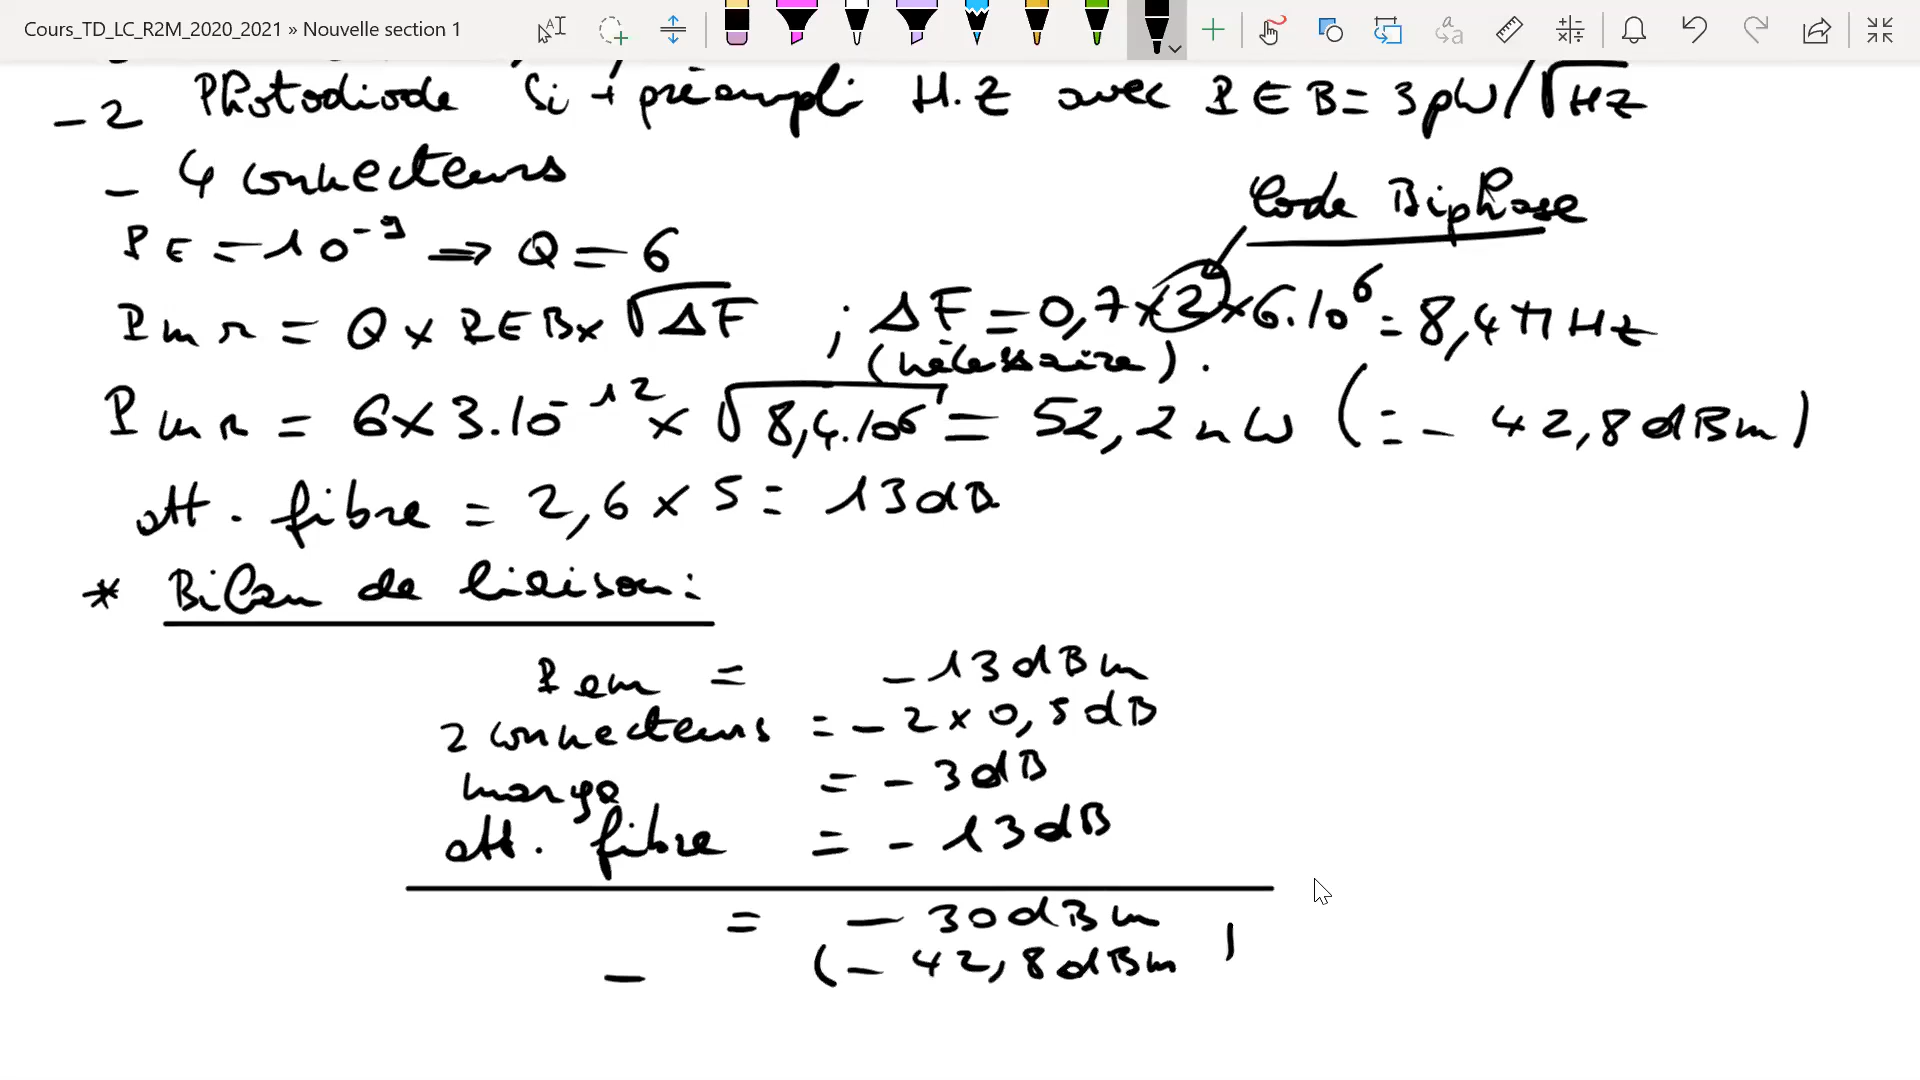 Cours_TD_LC_R2M_2020_2021 » Nouvelle section 1
- 2 Photodiode Si + préampli H.Z avec PEB = 3pW/√Hz
- 4 connecteurs
PE = 10⁻⁹ ⇒ Q = 6
Code Biphase
Pmr = Q × PEB × √ΔF ; ΔF = 0,7 × 2 × 6.10⁶ = 8,4 MHz
(nécessaire).
Pmr = 6 × 3.10⁻¹² × √8,4.10⁶ = 52,2 nW (= - 42,8 dBm)
att. fibre = 2,6 × 5 = 13 dB
* Bilan de liaison :
Pem = - 13 dBm
2 connecteurs = - 2 × 0,5 dB
marge = - 3 dB
att. fibre = - 13 dB
= - 30 dBm
- (- 42,8 dBm)